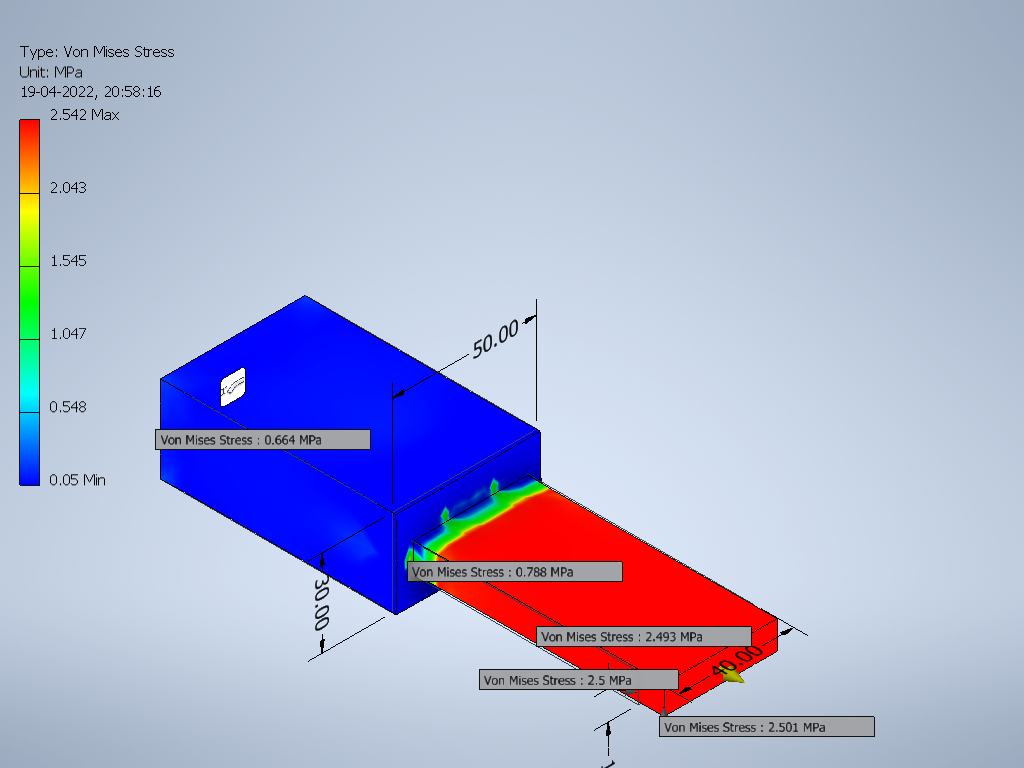 Type: Von Mises Stress
Unit: MPa
19-04-2022, 20:58:16
2.542 Max
2.043
1.545
1.047
0.548
0.05 Min
50.00
Von Mises Stress : 0.664 MPa
Von Mises Stress : 0.788 MPa
30.00
Von Mises Stress : 2.493 MPa
40.00
Von Mises Stress : 2.5 MPa
Von Mises Stress : 2.501 MPa